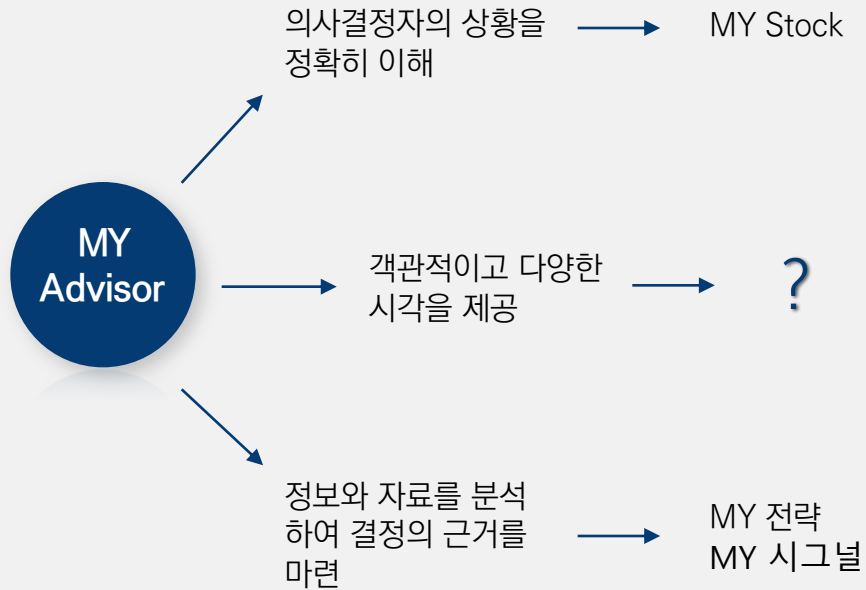 의사결정자의 상황을
정확히 이해
MY Stock
MY
Advisor
객관적이고 다양한
시각을 제공
?
정보와 자료를 분석
하여 결정의 근거를
마련
MY 전략
MY 시그널